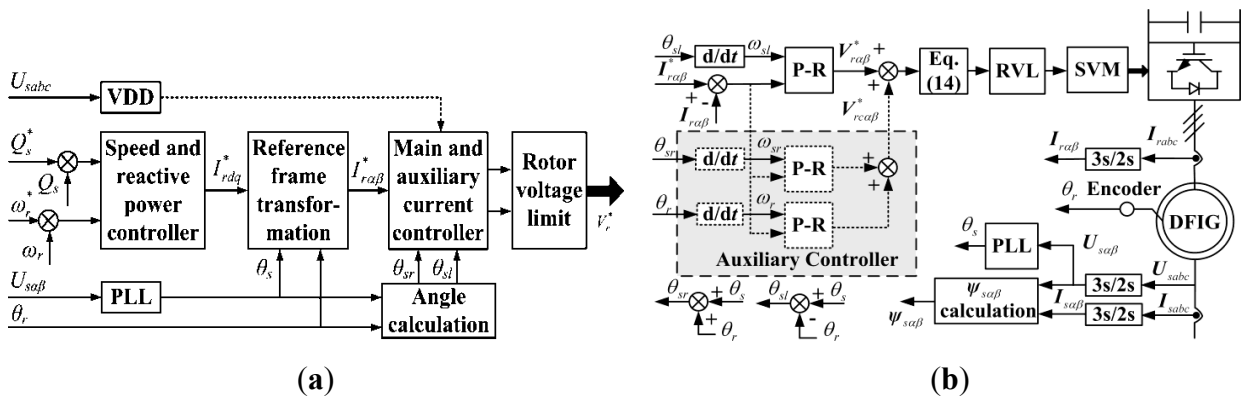 U_sabc
VDD
Q_s^*
Q_s
ω_r^*
ω_r
Speed and
reactive
power
controller
I_rdq^*
Reference
frame
transfor-
mation
I_rαβ^*
Main and
auxiliary
current
controller
Rotor
voltage
limit
V_r^*
θ_s
θ_sr
θ_sl
U_sαβ
PLL
θ_r
Angle
calculation
(a)
θ_sl
d/dt
ω_sl
I_rαβ^*
+
-
I_rαβ
P-R
V_rαβ^*
+
+
V_rcαβ^*
Eq.
(14)
RVL
SVM
θ_sr
d/dt
ω_sr
P-R
+
+
θ_r
d/dt
ω_r
P-R
Auxiliary Controller
I_rαβ
3s/2s
I_rabc
θ_r
Encoder
DFIG
θ_s
PLL
U_sαβ
U_sabc
3s/2s
ψ_sαβ
ψ_sαβ
calculation
I_sαβ
3s/2s
I_sabc
θ_sr
+
θ_s
+
θ_r
θ_sl
+
θ_s
-
θ_r
(b)